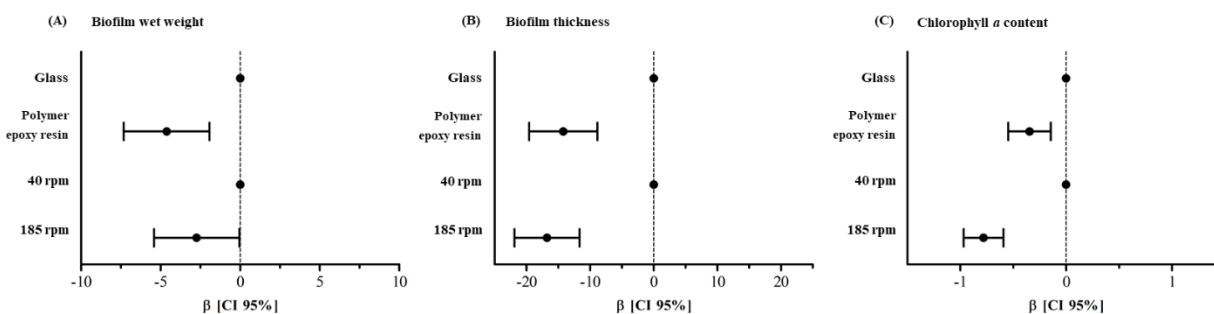 (A) Biofilm wet weight
Glass
Polymer
epoxy resin
40 rpm
185 rpm
-10 -5 0 5 10
β [CI 95%]
(B) Biofilm thickness
Glass
Polymer
epoxy resin
40 rpm
185 rpm
-20 -10 0 10 20
β [CI 95%]
(C) Chlorophyll a content
Glass
Polymer
epoxy resin
40 rpm
185 rpm
-1 0 1
β [CI 95%]